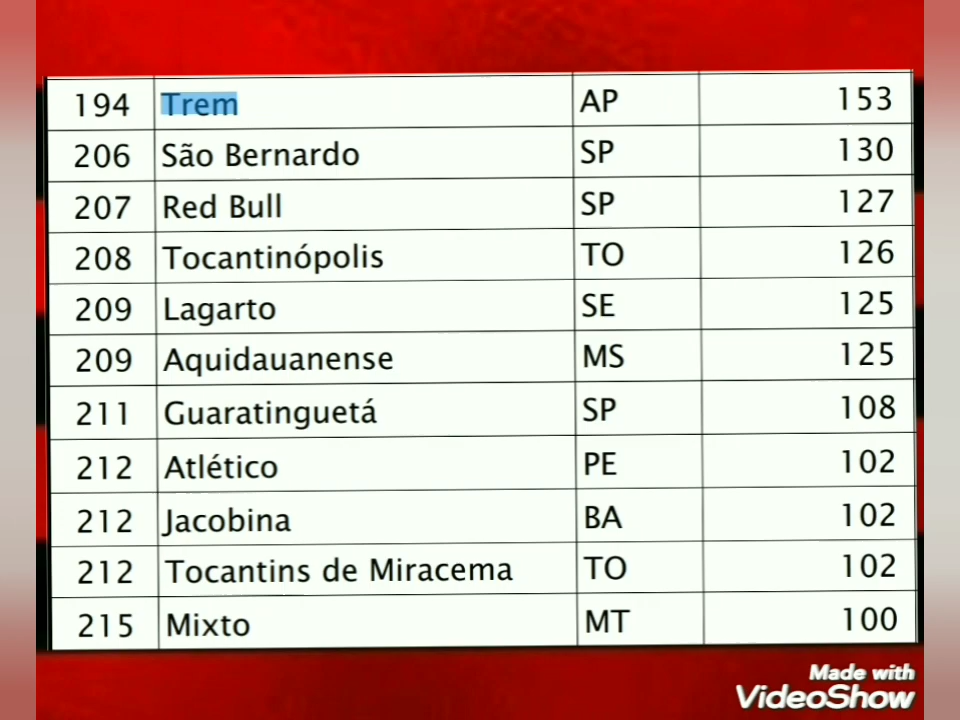 194 Trem AP 153
206 São Bernardo SP 130
207 Red Bull SP 127
208 Tocantinópolis TO 126
209 Lagarto SE 125
209 Aquidauanense MS 125
211 Guaratinguetá SP 108
212 Atlético PE 102
212 Jacobina BA 102
212 Tocantins de Miracema TO 102
215 Mixto MT 100
Made with
VideoShow